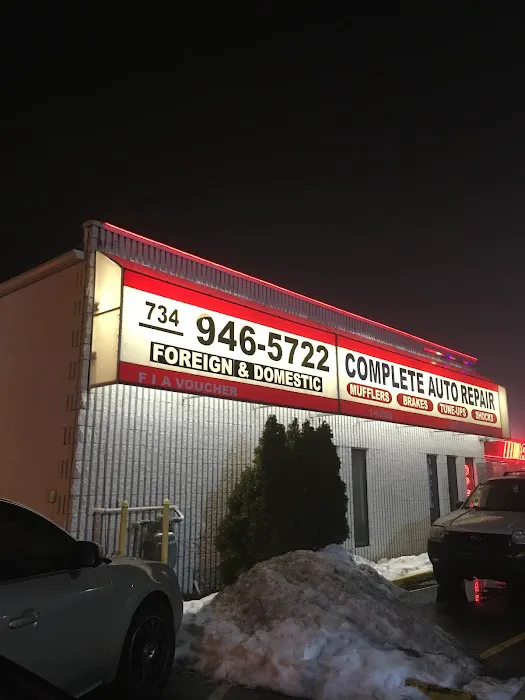 734
946-5722
FOREIGN & DOMESTIC
F I A VOUCHER
COMPLETE AUTO REPAIR
MUFFLERS BRAKES TUNE-UPS SHOCKS